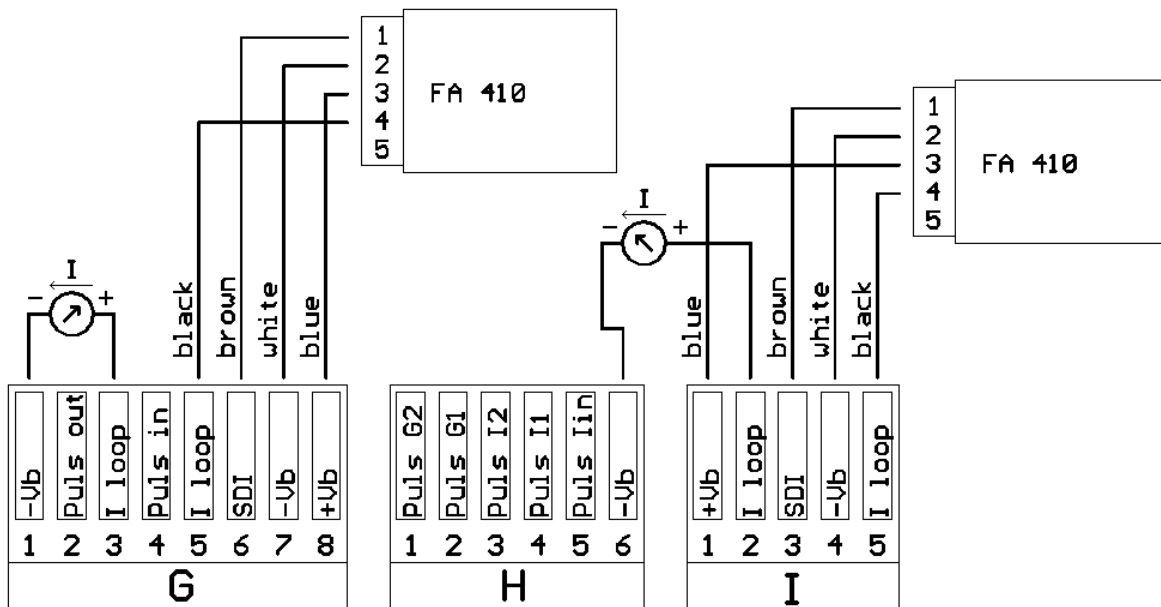 1
2
3
4
5
FA 410
1
2
3
4
5
FA 410
I
- +
I
- +
black
brown
white
blue
blue
brown
white
black
-Vb
Puls out
I loop
Puls in
I loop
SDI
-Vb
+Vb
1 2 3 4 5 6 7 8
G
Puls G2
Puls G1
Puls I2
Puls I1
Puls Iin
-Vb
1 2 3 4 5 6
H
+Vb
I loop
SDI
-Vb
I loop
1 2 3 4 5
I